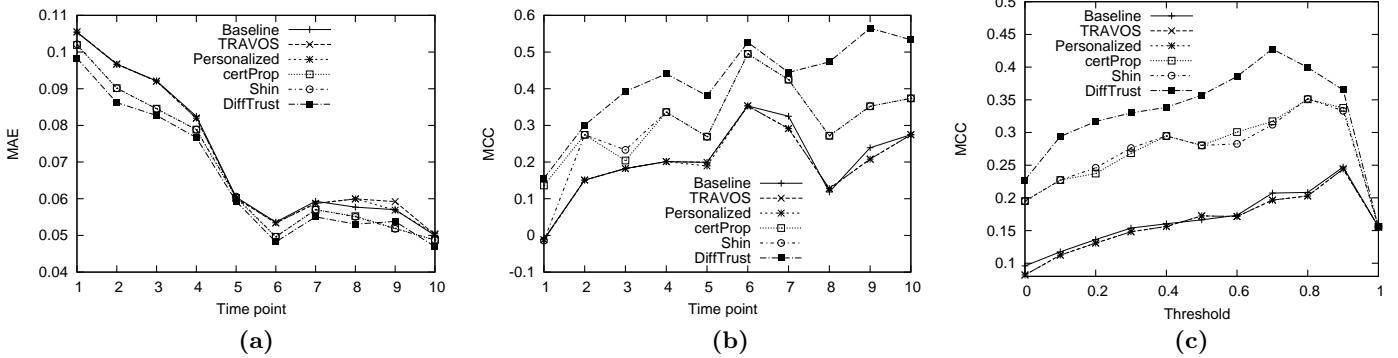 0.11
0.1
0.09
0.08
0.07
0.06
0.05
0.04
MAE
1 2 3 4 5 6 7 8 9 10
Time point
Baseline
TRAVOS
Personalized
certProp
Shin
DiffTrust
(a)
0.6
0.5
0.4
0.3
0.2
0.1
0
-0.1
MCC
1 2 3 4 5 6 7 8 9 10
Time point
Baseline
TRAVOS
Personalized
certProp
Shin
DiffTrust
(b)
0.5
0.45
0.4
0.35
0.3
0.25
0.2
0.15
0.1
MCC
0 0.2 0.4 0.6 0.8 1
Threshold
Baseline
TRAVOS
Personalized
certProp
Shin
DiffTrust
(c)